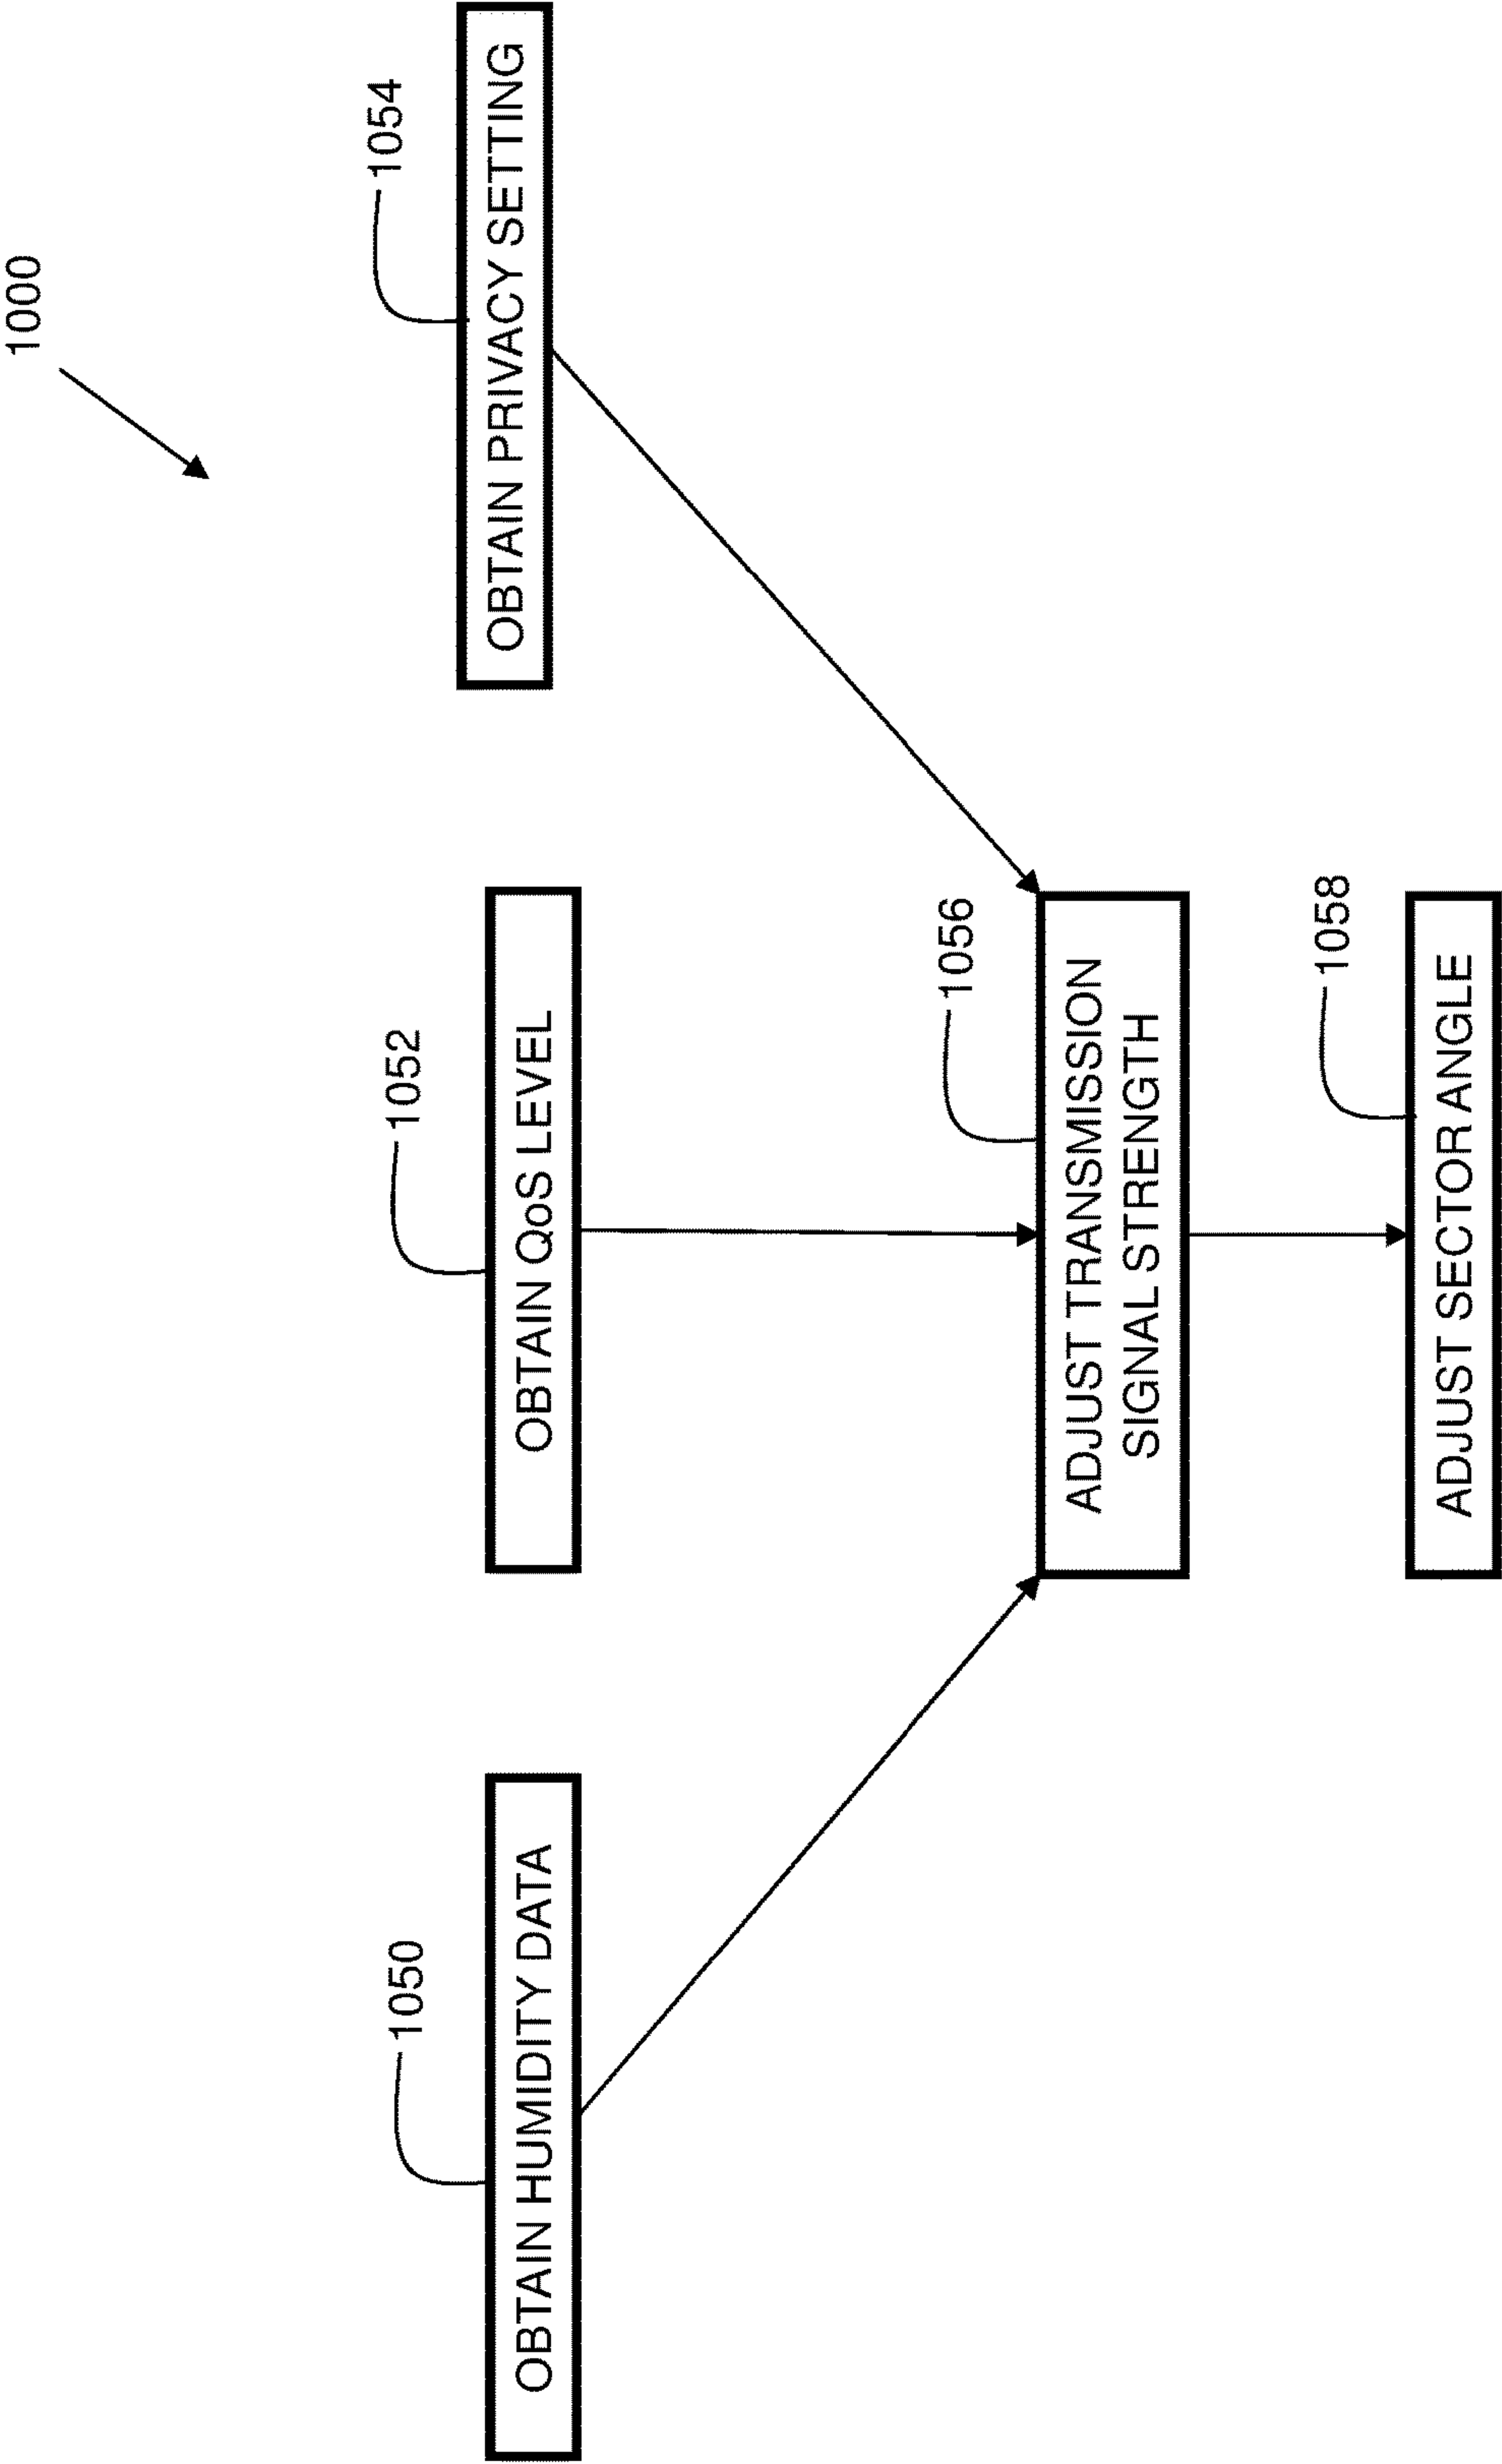 1000
1050
1052
1054
OBTAIN HUMIDITY DATA
OBTAIN QoS LEVEL
OBTAIN PRIVACY SETTING
1056
ADJUST TRANSMISSION
SIGNAL STRENGTH
1058
ADJUST SECTOR ANGLE